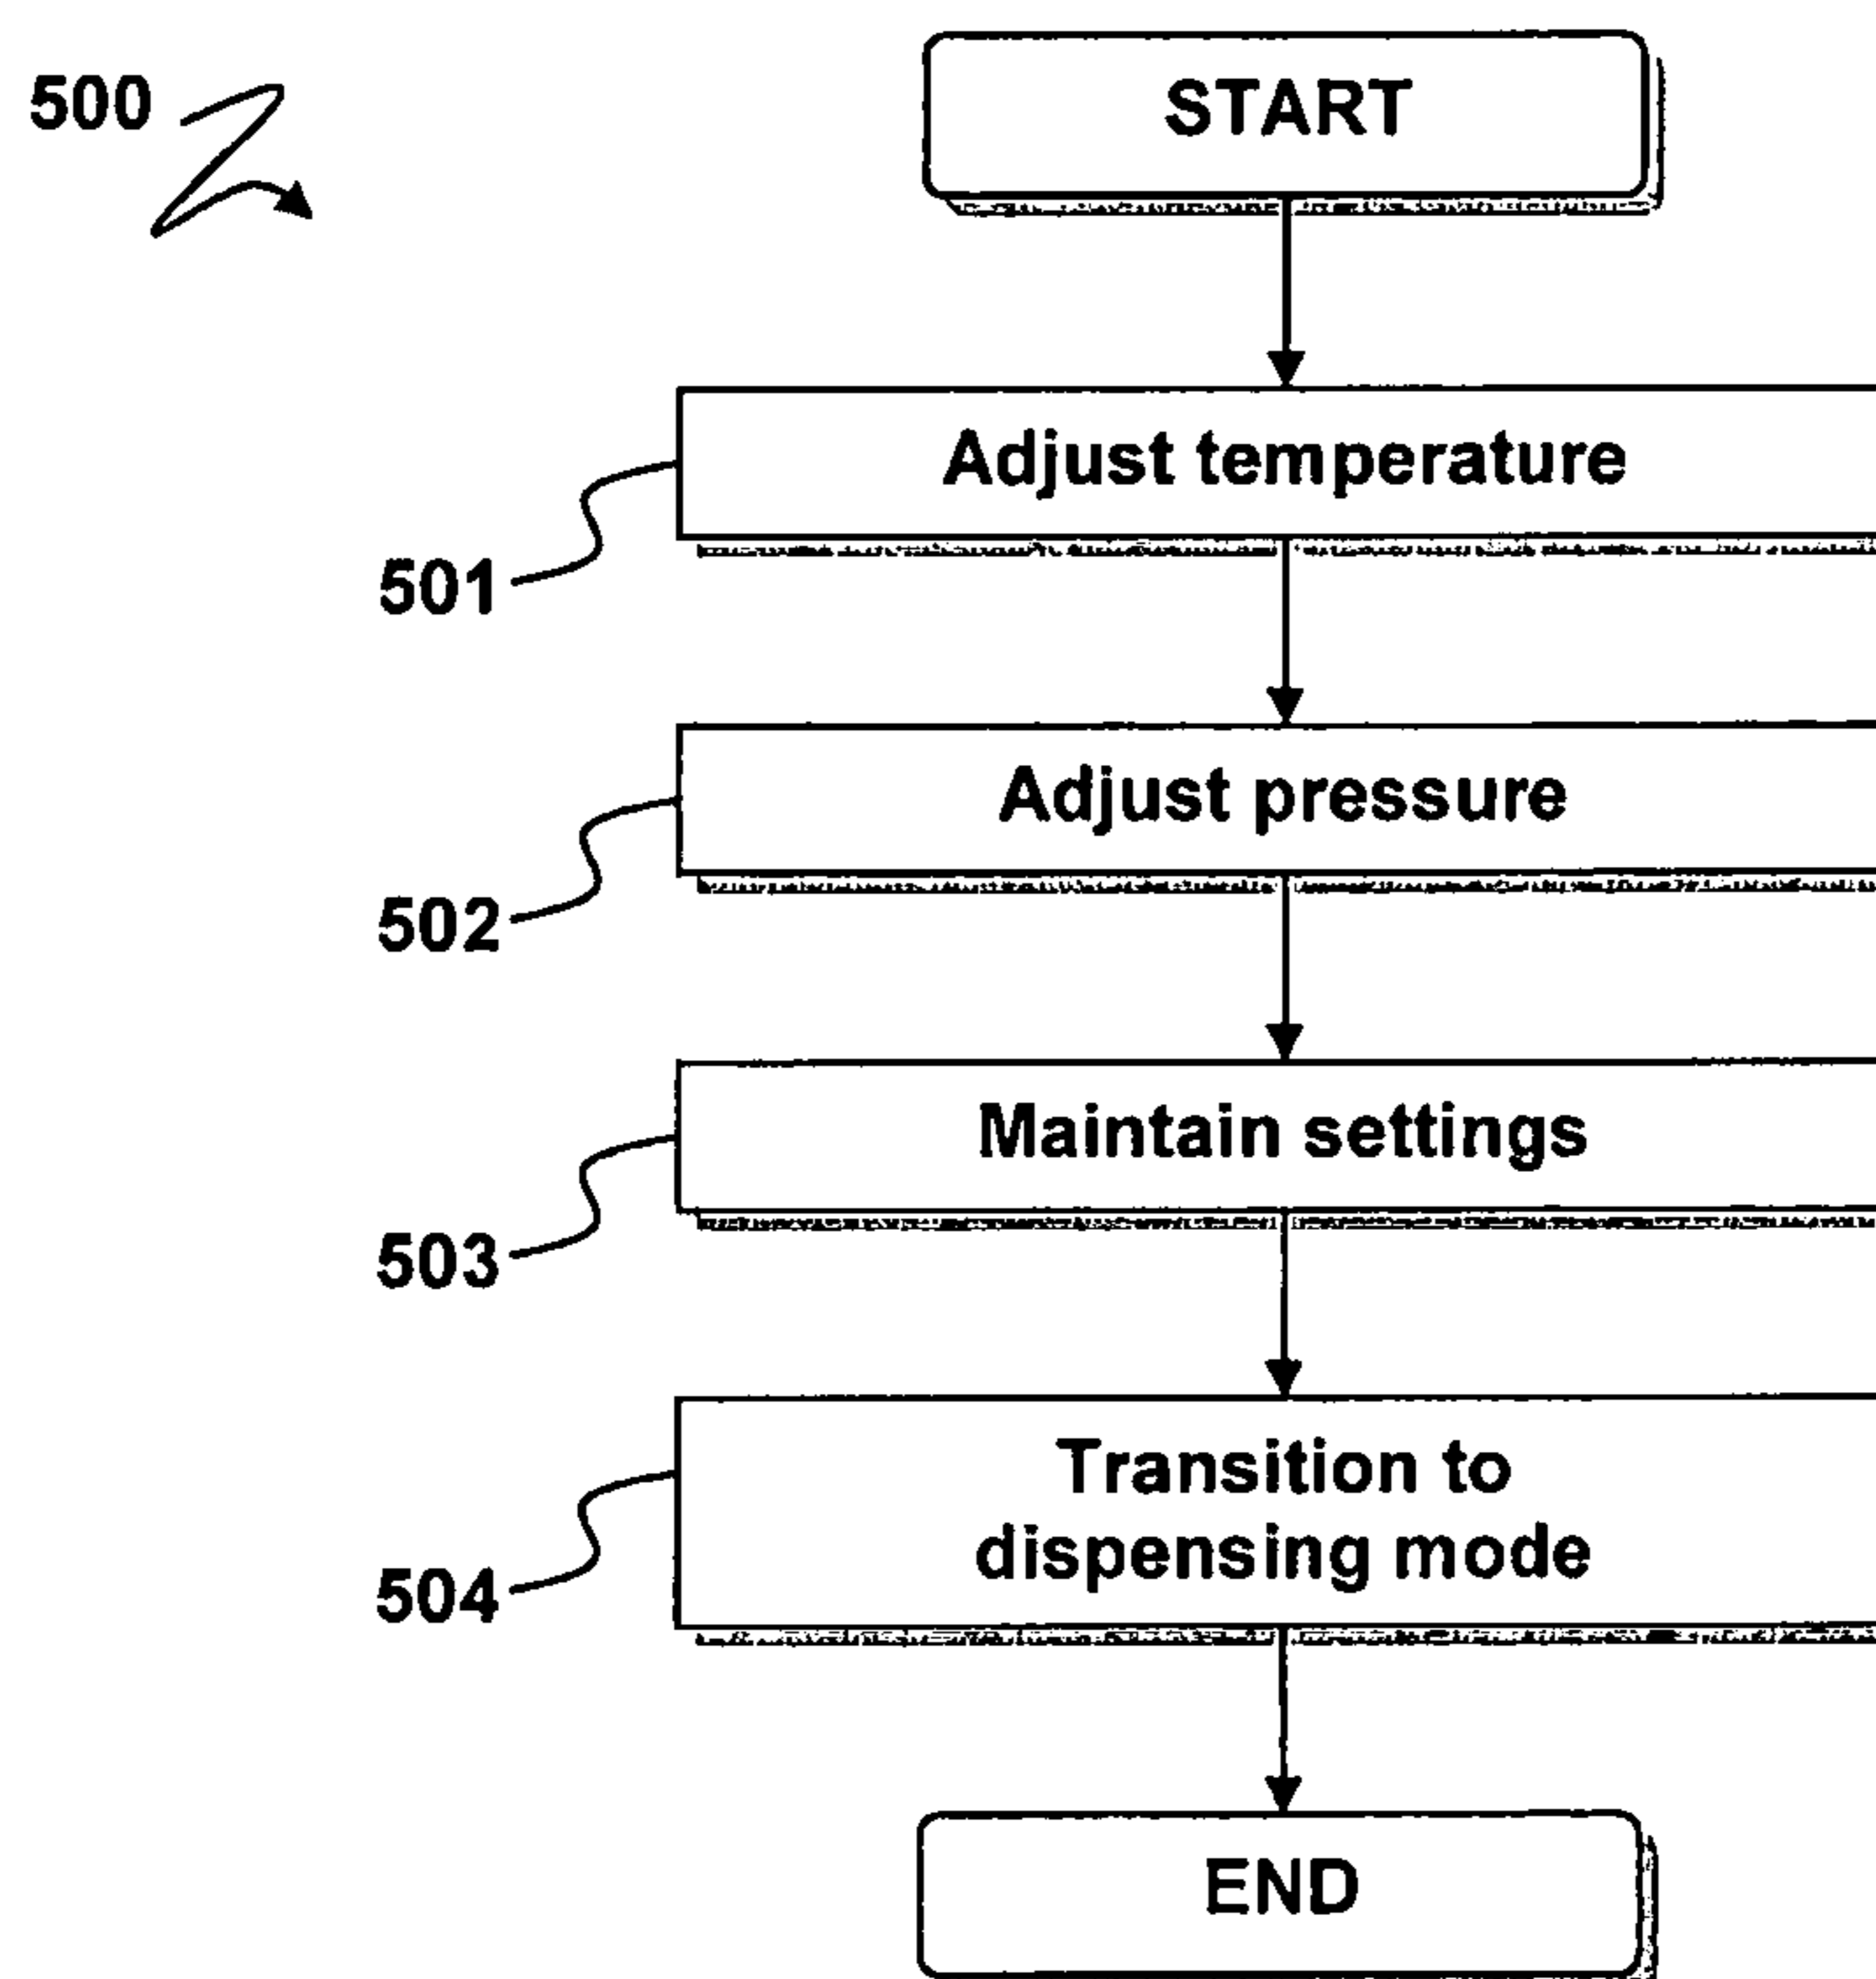 500
START
Adjust temperature
501
Adjust pressure
502
Maintain settings
503
Transition to
dispensing mode
504
END